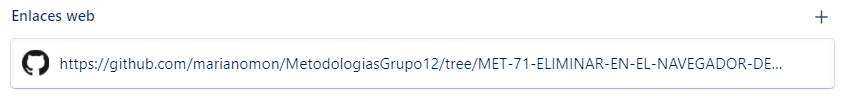 Enlaces web
https://github.com/marianomon/MetodologiasGrupo12/tree/MET-71-ELIMINAR-EN-EL-NAVEGADOR-DE...